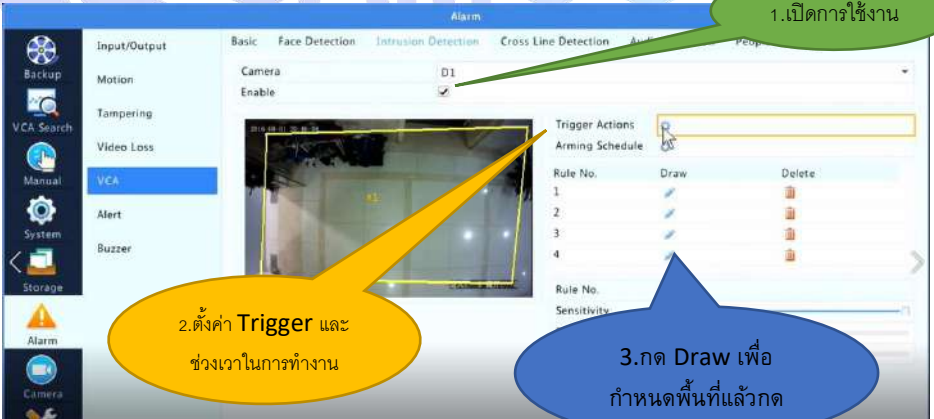 Alarm
1.เปิดการใช้งาน
Backup
VCA Search
Manual
System
Storage
Alarm
Camera
Input/Output
Motion
Tampering
Video Loss
VCA
Alert
Buzzer
Basic Face Detection Intrusion Detection Cross Line Detection
Camera D1
Enable
Trigger Actions
Arming Schedule
Rule No. Draw Delete
1
2
3
4
Rule No.
Sensitivity
#1
2.ตั้งค่า Trigger และ
ช่วงเวาในการทำงาน
3.กด Draw เพื่อ
กำหนดพื้นที่แล้วกด